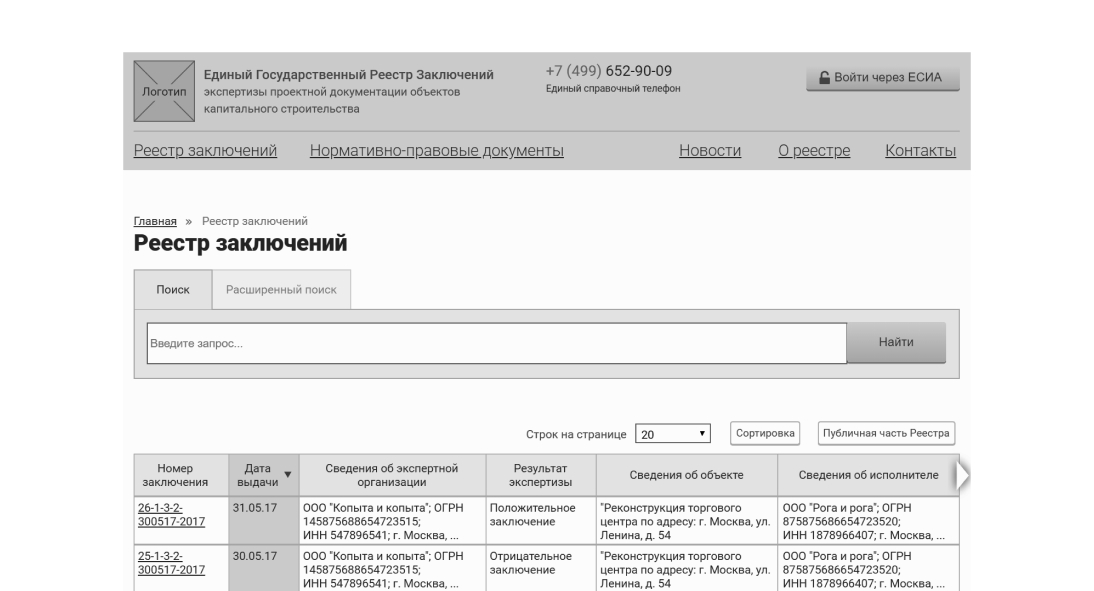 Логотип
Единый Государственный Реестр Заключений
экспертизы проектной документации объектов
капитального строительства
+7 (499) 652-90-09
Единый справочный телефон
Войти через ЕСИА
Реестр заключений
Нормативно-правовые документы
Новости
О реестре
Контакты
Главная » Реестр заключений
Реестр заключений
Поиск
Расширенный поиск
Введите запрос...
Найти
Строк на странице 20
Сортировка
Публичная часть Реестра
Номер
заключения
Дата
выдачи ▼
Сведения об экспертной
организации
Результат
экспертизы
Сведения об объекте
Сведения об исполнителе
26-1-3-2-
300517-2017
31.05.17
ООО "Копыта и копыта"; ОГРН
145875688654723515;
ИНН 547896541; г. Москва, ...
Положительное
заключение
"Реконструкция торгового
центра по адресу: г. Москва, ул.
Ленина, д. 54
ООО "Рога и рога"; ОГРН
875875686654723520;
ИНН 1878966407; г. Москва, ...
25-1-3-2-
300517-2017
30.05.17
ООО "Копыта и копыта"; ОГРН
145875688654723515;
ИНН 547896541; г. Москва, ...
Отрицательное
заключение
"Реконструкция торгового
центра по адресу: г. Москва, ул.
Ленина, д. 54
ООО "Рога и рога"; ОГРН
875875686654723520;
ИНН 1878966407; г. Москва, ...